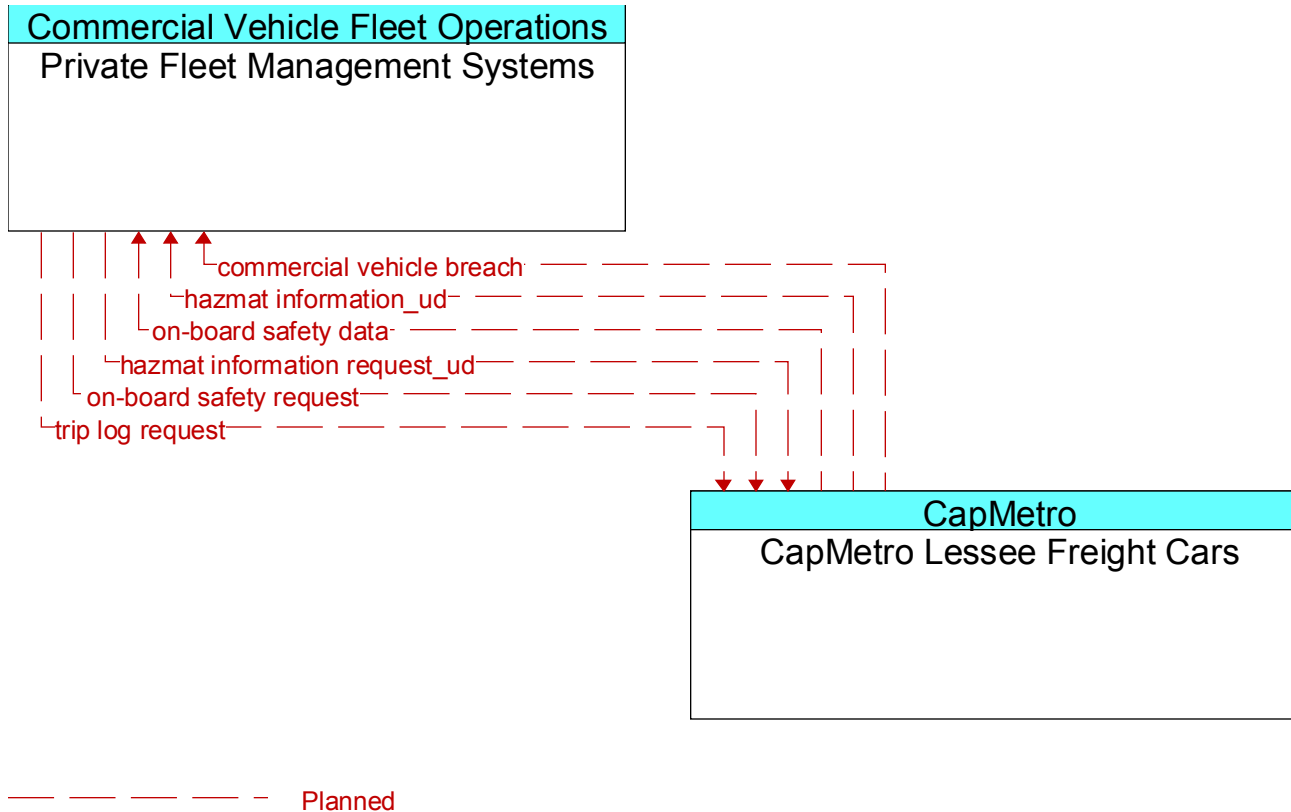 Commercial Vehicle Fleet Operations
Private Fleet Management Systems
commercial vehicle breach
hazmat information_ud
on-board safety data
hazmat information request_ud
on-board safety request
trip log request
CapMetro
CapMetro Lessee Freight Cars
Planned